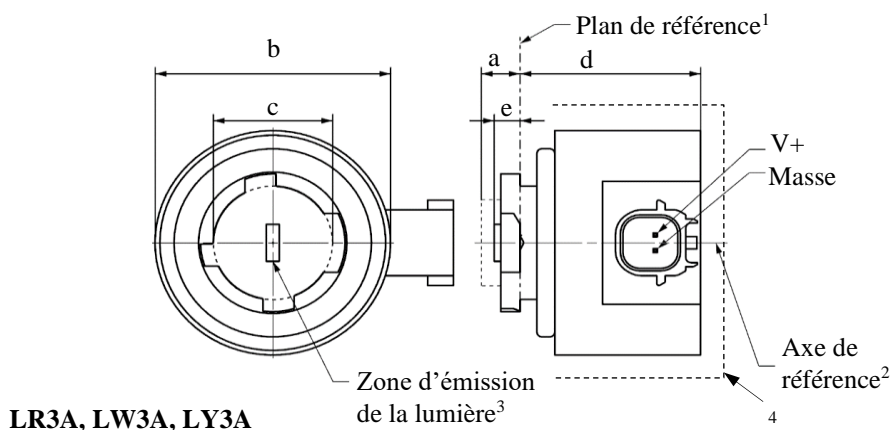 Plan de référence1
b
a
d
c
e
V+
Masse
Axe de
référence2
Zone d'émission
de la lumière3
4
LR3A, LW3A, LY3A